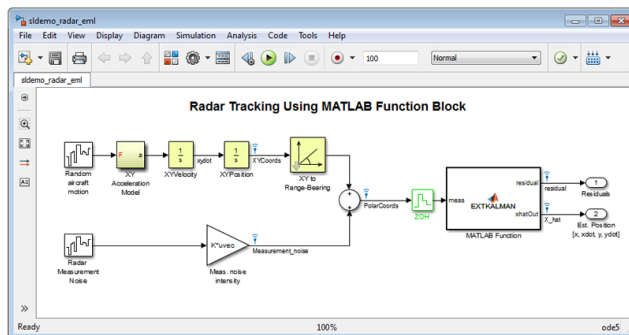 sldemo_radar_eml
File Edit View Display Diagram Simulation Analysis Code Tools Help
100
Normal
sldemo_radar_eml
Radar Tracking Using MATLAB Function Block
Random
aircraft
motion
F a
XY
Acceleration
Model
1
s
XYVelocity
xydot
1
s
XYPosition
XYCoords
XY to
Range-Bearing
+
+
PolarCoords
ZOH
meas
EXTKALMAN
residual
xhatOut
MATLAB Function
residual
X_hat
1
Residuals
2
Est. Position
[x, xdot, y, ydot]
Radar
Measurement
Noise
K*uvec
Meas. noise
intensity
Measurement_noise
Ready
100%
ode5